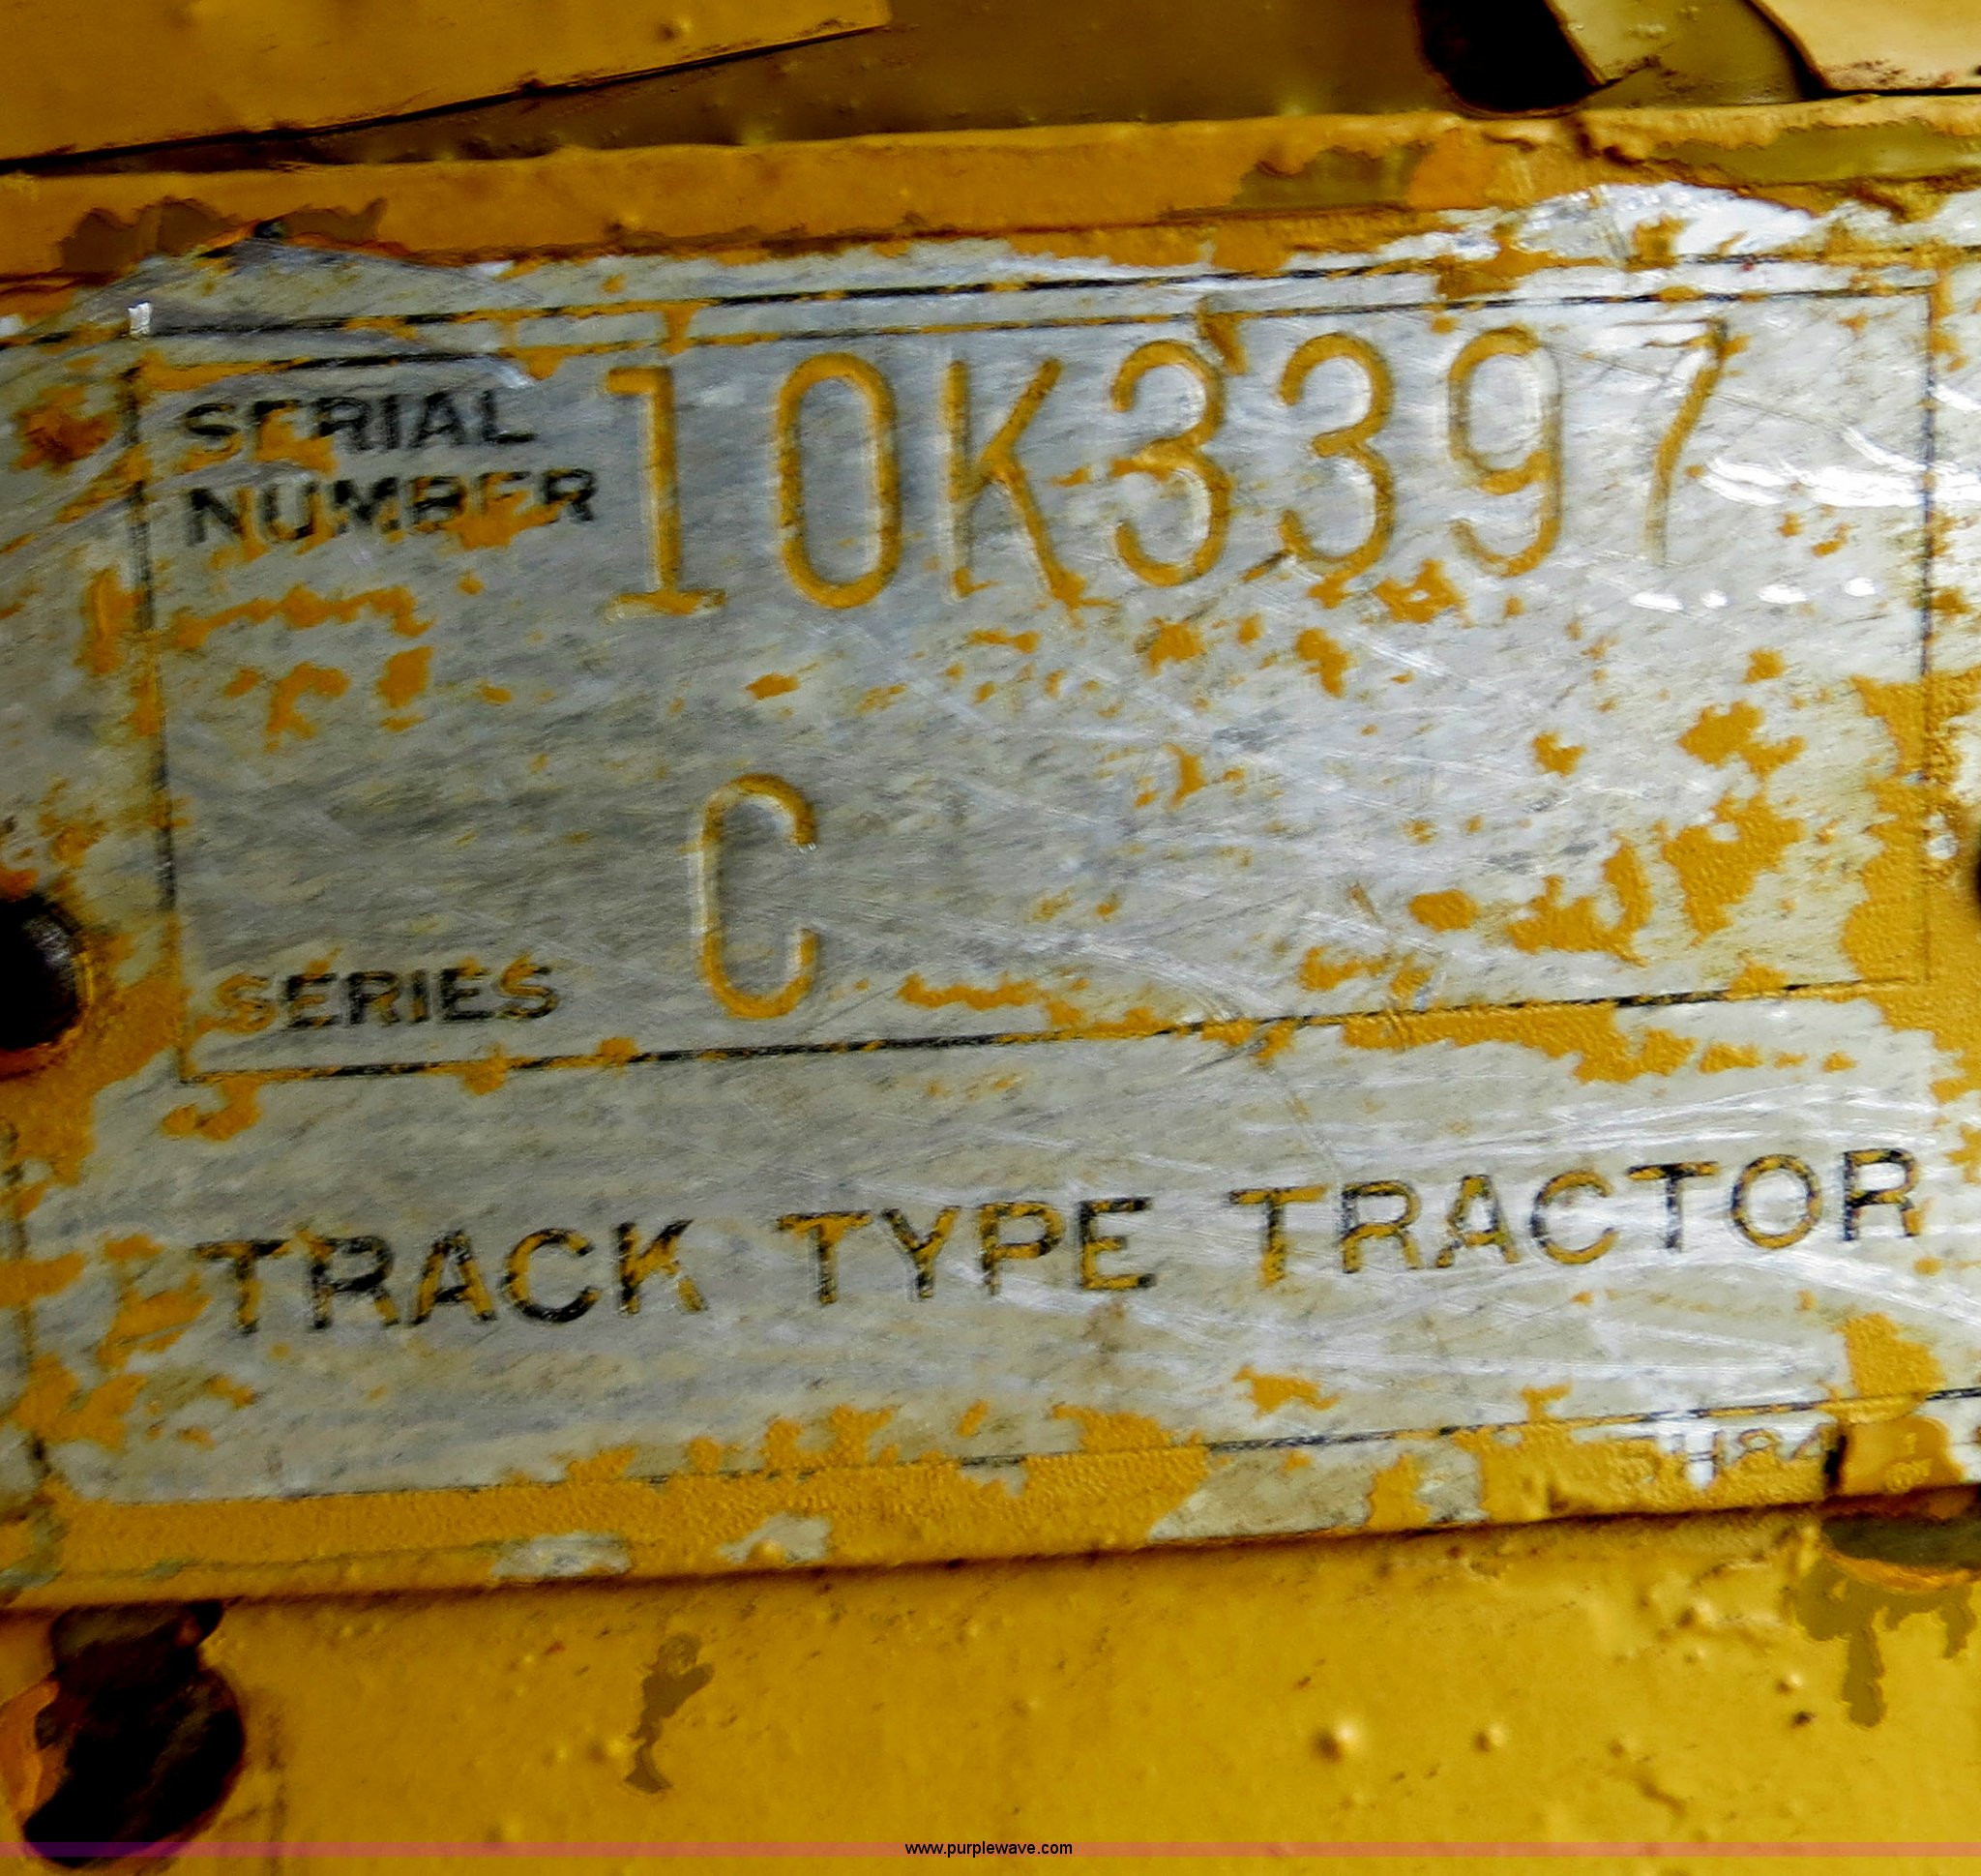 SERIAL
NUMBER 10K3397
SERIES C
TRACK TYPE TRACTOR
www.purplewave.com